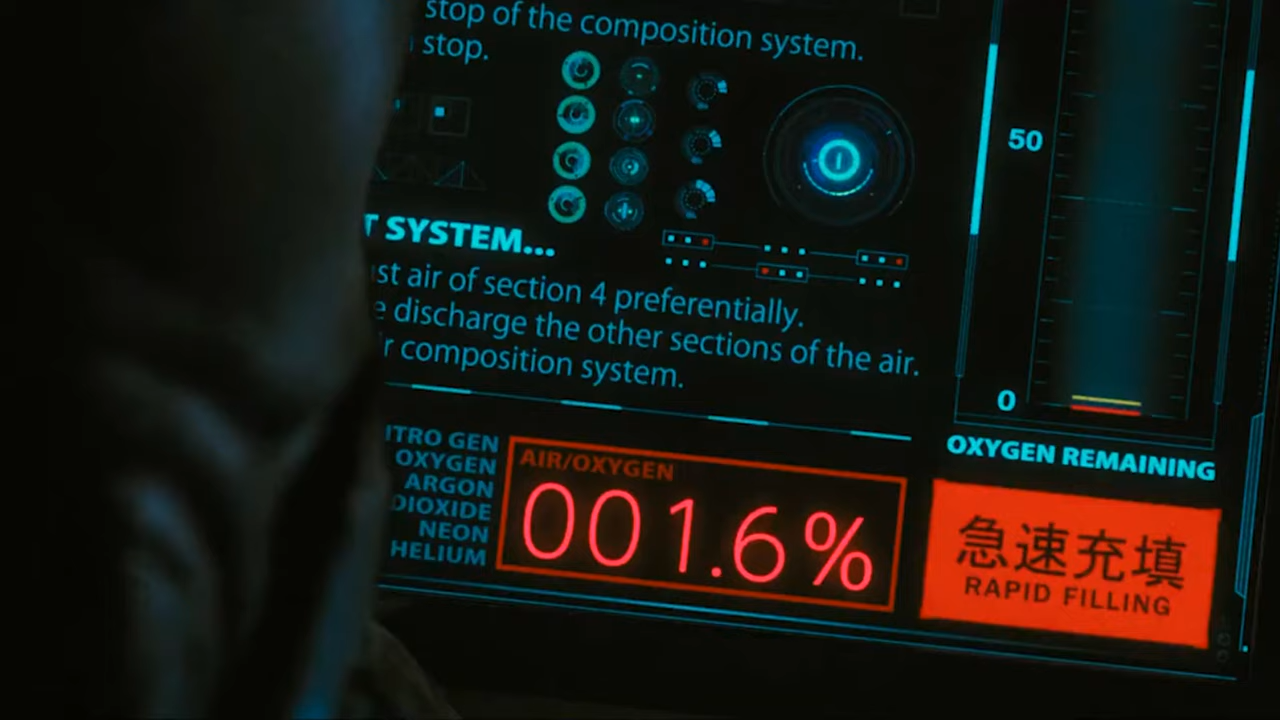 stop of the composition system.
stop.
T SYSTEM...
ust air of section 4 preferentially.
e discharge the other sections of the air.
ir composition system.
ITRO GEN
OXYGEN
ARGON
DIOXIDE
NEON
HELIUM
AIR/OXYGEN
001.6%
50
0
OXYGEN REMAINING
急速充填
RAPID FILLING